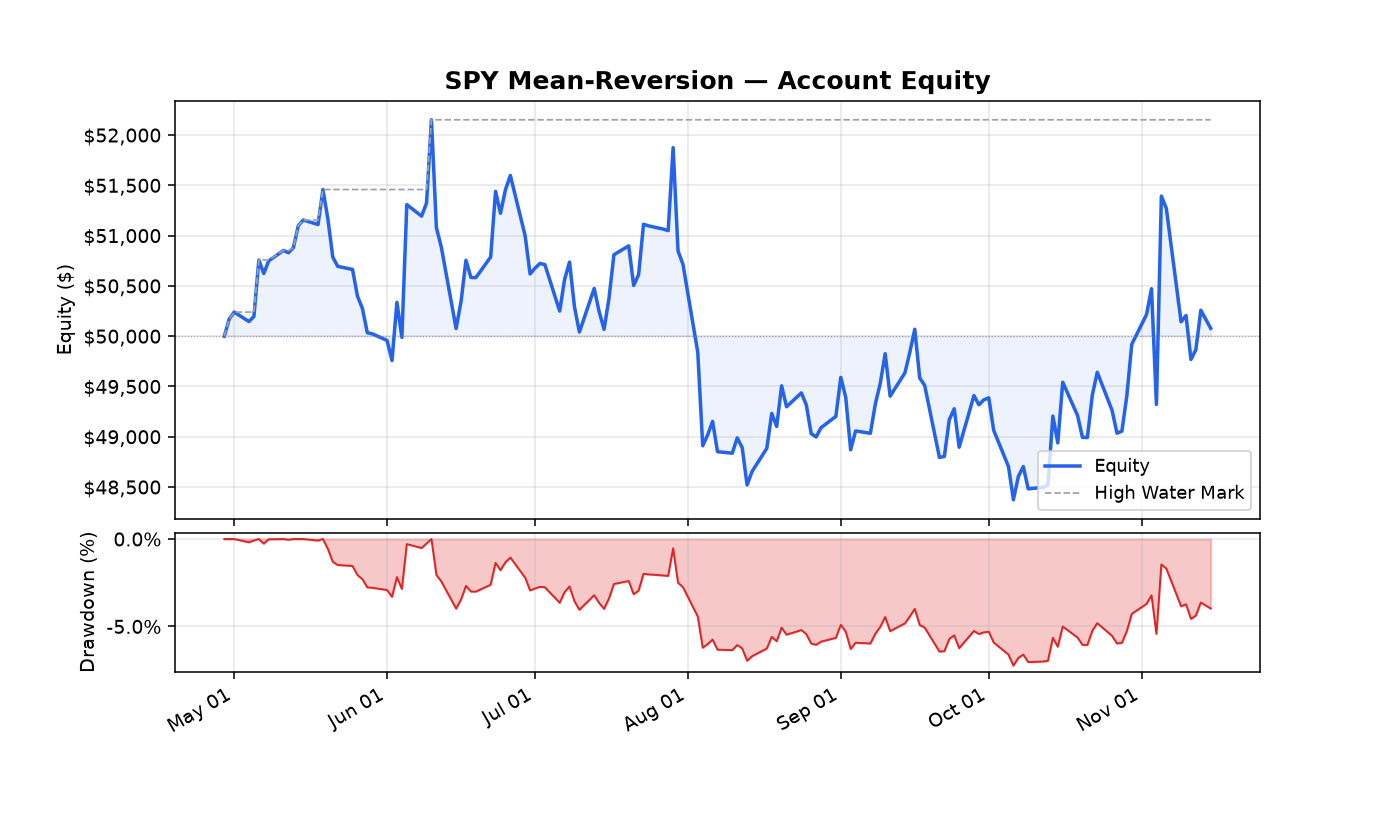 SPY Mean-Reversion — Account Equity
Equity ($)
$52,000
$51,500
$51,000
$50,500
$50,000
$49,500
$49,000
$48,500
Equity
High Water Mark
Drawdown (%)
0.0%
-5.0%
May 01
Jun 01
Jul 01
Aug 01
Sep 01
Oct 01
Nov 01